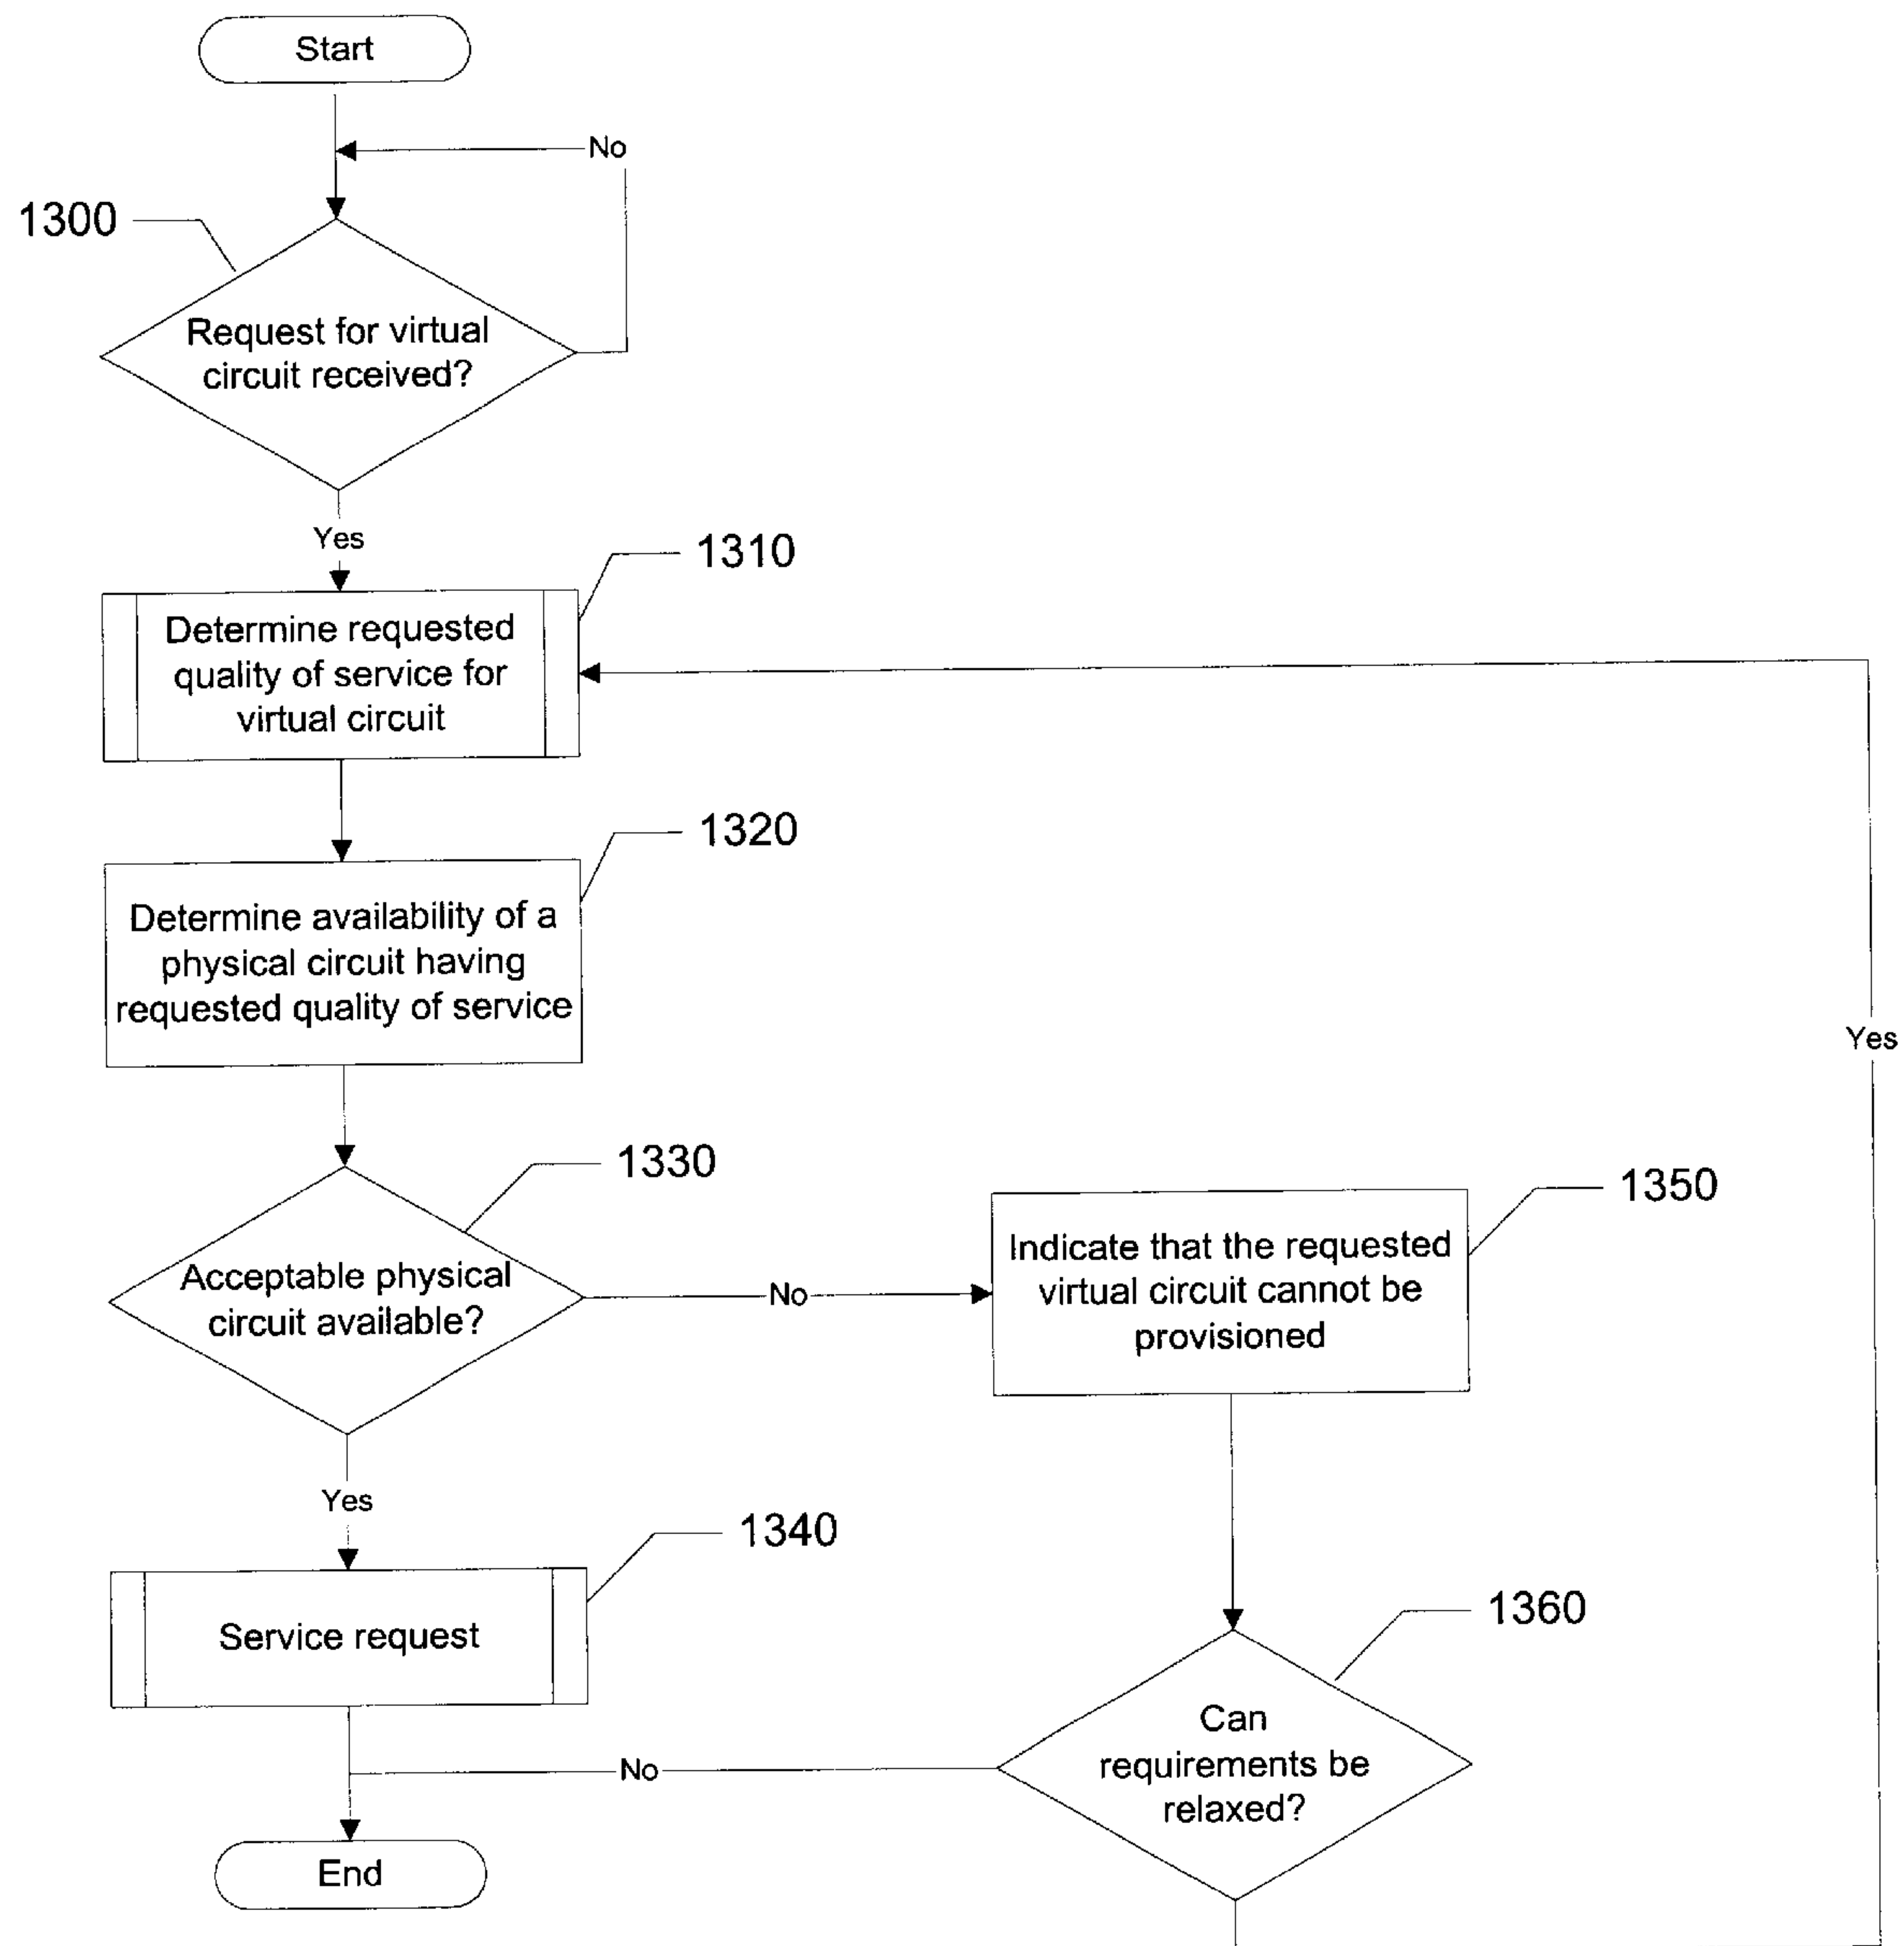 Start
No
1300
Request for virtual
circuit received?
Yes
1310
Determine requested
quality of service for
virtual circuit
1320
Determine availability of a
physical circuit having
requested quality of service
Yes
1330
Acceptable physical
circuit available?
No
1350
Indicate that the requested
virtual circuit cannot be
provisioned
Yes
1340
Service request
1360
Can
requirements be
relaxed?
No
End